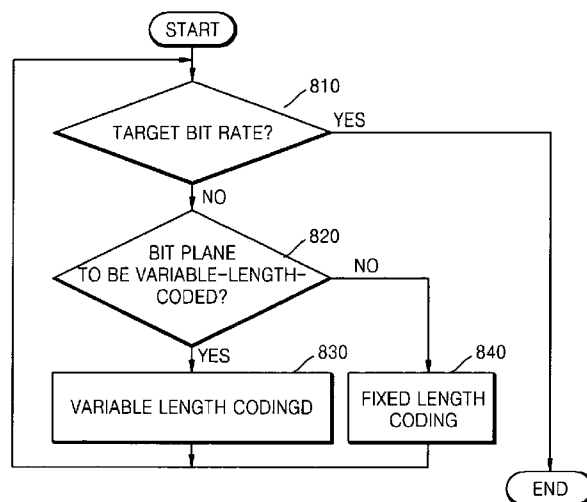 START
810
TARGET BIT RATE?
YES
NO
820
BIT PLANE
TO BE VARIABLE-LENGTH-
CODED?
NO
YES
830
840
VARIABLE LENGTH CODINGD
FIXED LENGTH
CODING
END